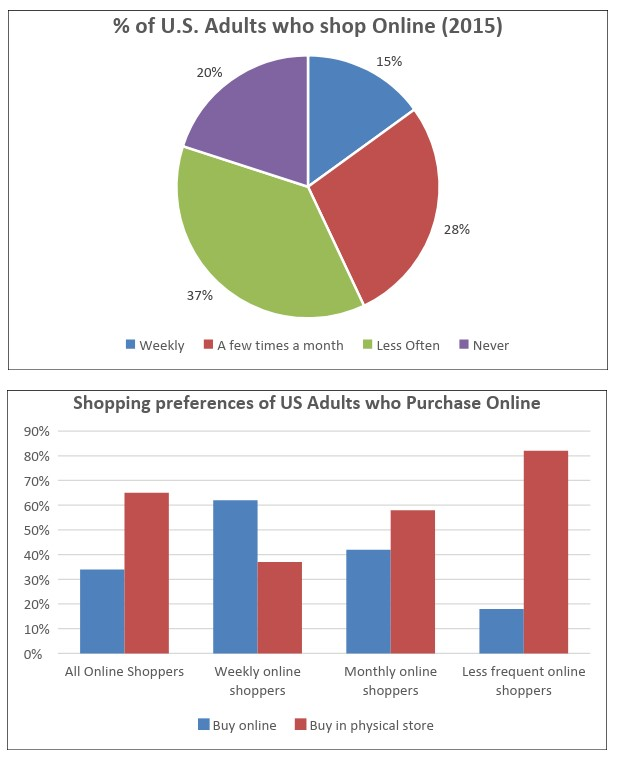 % of U.S. Adults who shop Online (2015)
20%
15%
28%
37%
Weekly A few times a month Less Often Never
Shopping preferences of US Adults who Purchase Online
90%
80%
70%
60%
50%
40%
30%
20%
10%
0%
All Online Shoppers Weekly online Monthly online Less frequent online
shoppers shoppers shoppers
Buy online Buy in physical store